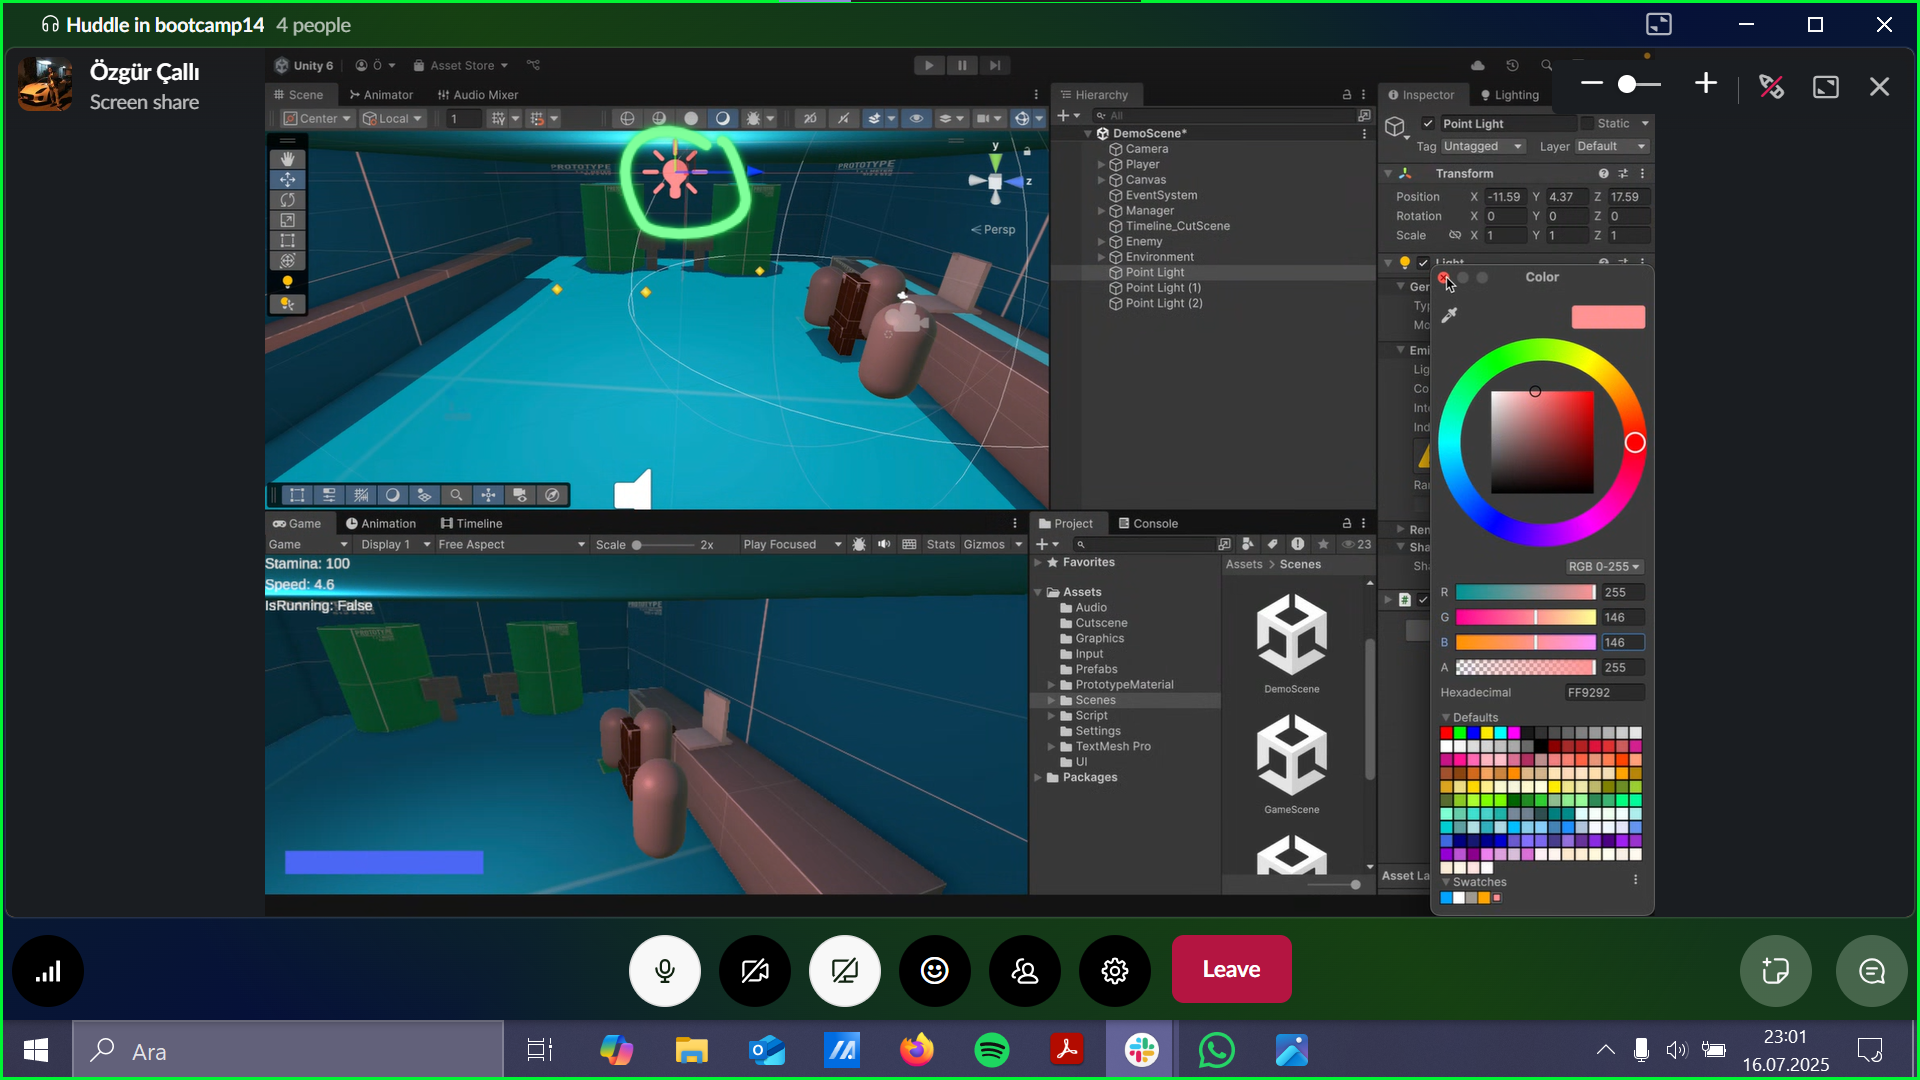 Huddle in bootcamp14 4 people
Özgür Çallı
Screen share
Unity 6
Ö
Asset Store
Scene
Animator
Audio Mixer
Center
Local
1
PROTOTYPE
PROTOTYPE
y
z
Persp
Hierarchy
All
DemoScene*
Camera
Player
Canvas
EventSystem
Manager
Timeline_CutScene
Enemy
Environment
Point Light
Point Light (1)
Point Light (2)
Inspector
Lighting
Point Light
Static
Tag Untagged
Layer Default
Transform
Position X -11.59 Y 4.37 Z 17.59
Rotation X 0 Y 0 Z 0
Scale X 1 Y 1 Z 1
Light
Color
RGB 0-255
R 255
G 146
B 146
A 255
Hexadecimal FF9292
Defaults
Swatches
Asset La
Game
Animation
Timeline
Game
Display 1
Free Aspect
Scale
2x
Play Focused
Stats
Gizmos
Stamina: 100
Speed: 4.6
IsRunning: False
Project
Console
23
Favorites
Assets
Audio
Cutscene
Graphics
Input
Prefabs
PrototypeMaterial
Scenes
Script
Settings
TextMesh Pro
UI
Packages
Assets > Scenes
DemoScene
GameScene
Leave
Ara
23:01
16.07.2025